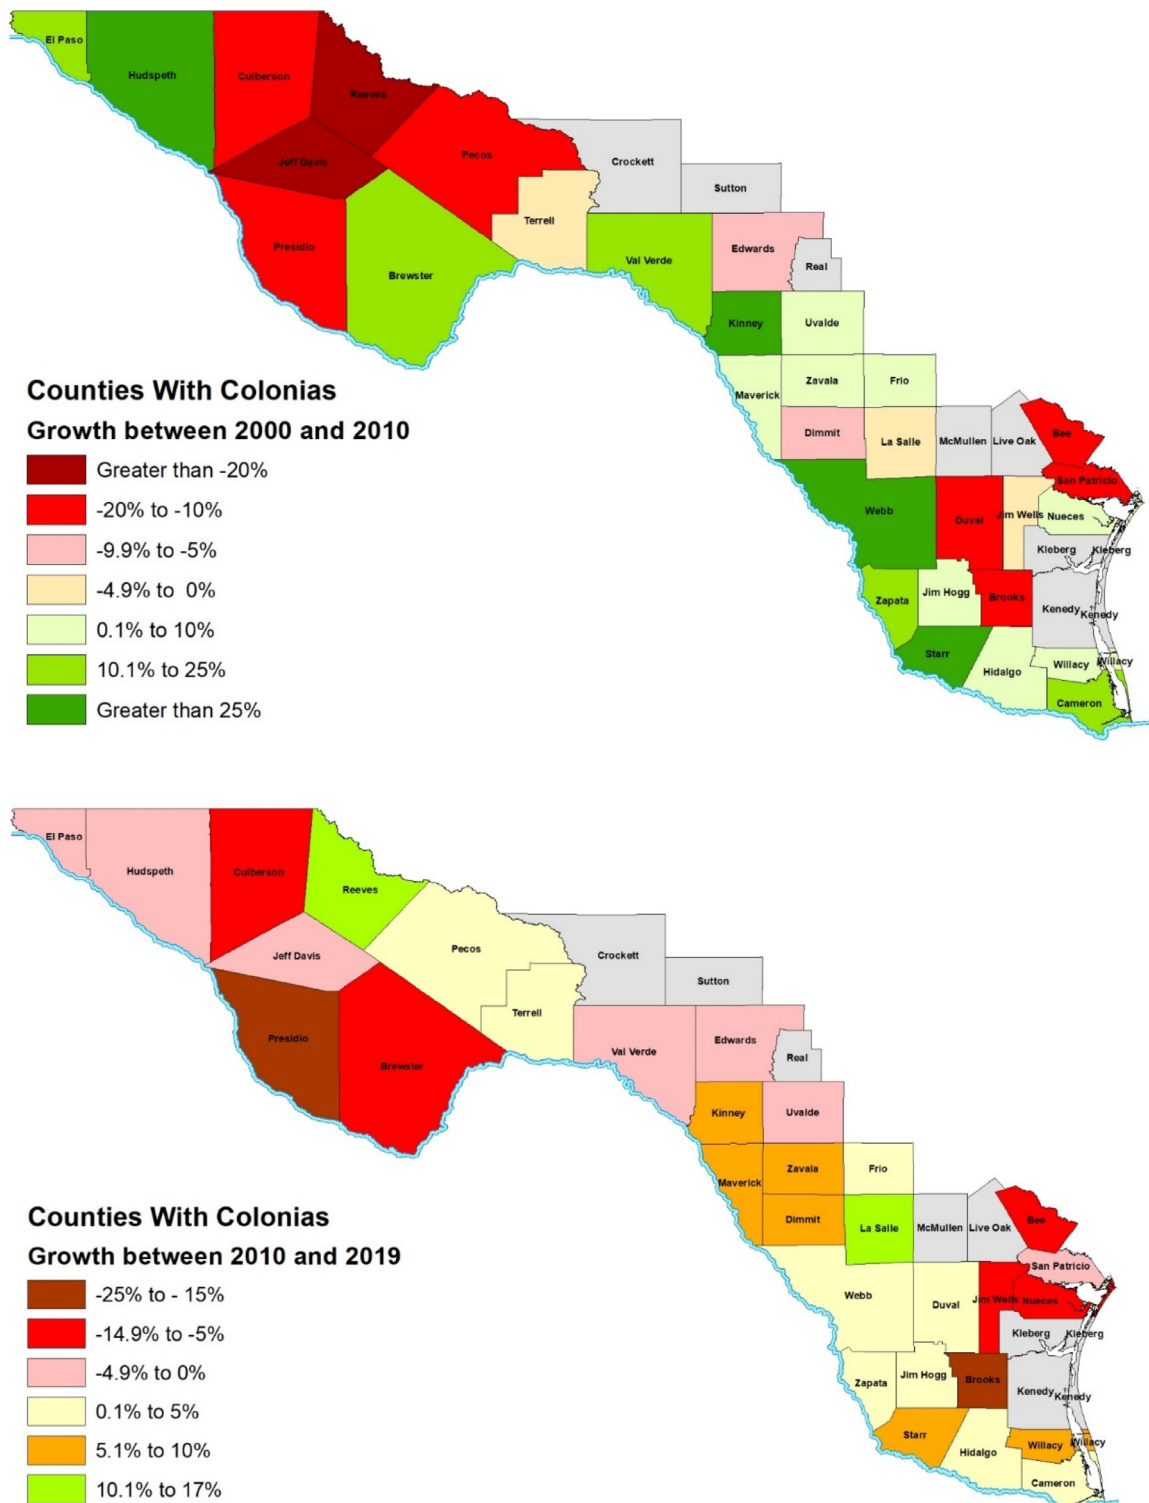 El Paso
Hudspeth
Culberson
Reeves
Jeff Davis
Pecos
Crockett
Sutton
Terrell
Presidio
Brewster
Val Verde
Edwards
Real
Kinney
Uvalde
Maverick
Zavala
Frio
Dimmit
La Salle
McMullen
Live Oak
Bee
San Patricio
Webb
Duval
Jim Wells
Nueces
Kleberg
Kleberg
Zapata
Jim Hogg
Brooks
Kenedy
Kenedy
Starr
Hidalgo
Willacy
Willacy
Cameron
Counties With Colonias
Growth between 2000 and 2010
Greater than -20%
-20% to -10%
-9.9% to -5%
-4.9% to 0%
0.1% to 10%
10.1% to 25%
Greater than 25%
El Paso
Hudspeth
Culberson
Reeves
Jeff Davis
Pecos
Crockett
Sutton
Terrell
Presidio
Brewster
Val Verde
Edwards
Real
Kinney
Uvalde
Maverick
Zavala
Frio
Dimmit
La Salle
McMullen
Live Oak
Bee
San Patricio
Webb
Duval
Jim Wells
Nueces
Kleberg
Kleberg
Zapata
Jim Hogg
Brooks
Kenedy
Kenedy
Starr
Hidalgo
Willacy
Willacy
Cameron
Counties With Colonias
Growth between 2010 and 2019
-25% to - 15%
-14.9% to -5%
-4.9% to 0%
0.1% to 5%
5.1% to 10%
10.1% to 17%